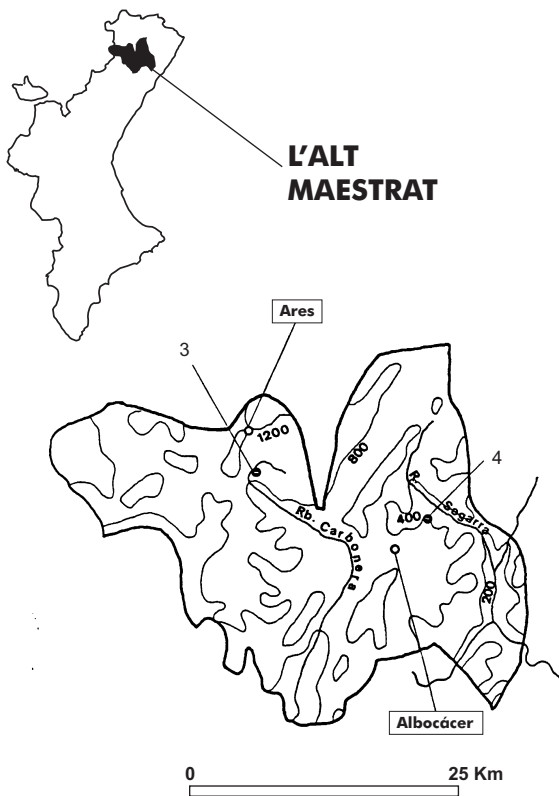 L'ALT
MAESTRAT
Ares
3
1200
800
4
R. Segarra
400
Rb. Carbonera
200
Albocácer
0 25 Km